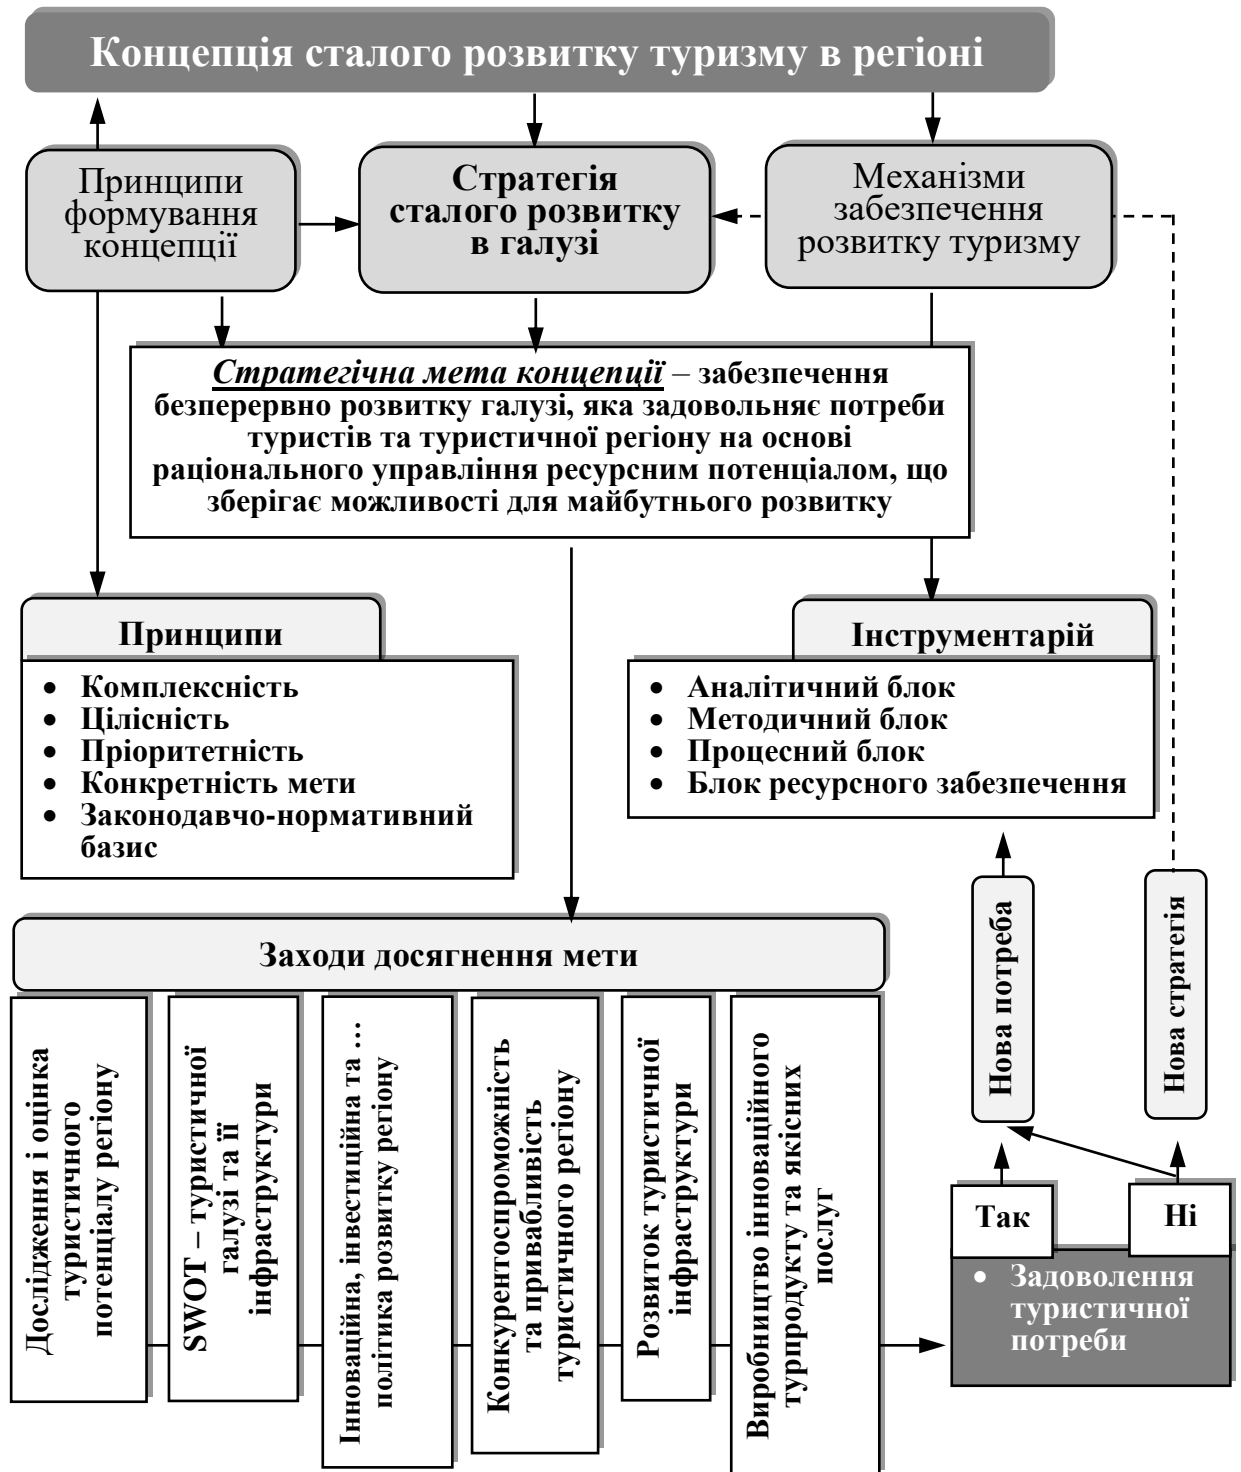 Концепція сталого розвитку туризму в регіоні
Принципи
формування
концепції
Стратегія
сталого розвитку
в галузі
Механізми
забезпечення
розвитку туризму
Стратегічна мета концепції – забезпечення
безперервно розвитку галузі, яка задовольняє потреби
туристів та туристичної регіону на основі
раціонального управління ресурсним потенціалом, що
зберігає можливості для майбутнього розвитку
Принципи
• Комплексність
• Цілісність
• Пріоритетність
• Конкретність мети
• Законодавчо-нормативний
базис
Інструментарій
• Аналітичний блок
• Методичний блок
• Процесний блок
• Блок ресурсного забезпечення
Нова потреба
Нова стратегія
Заходи досягнення мети
Дослідження і оцінка
туристичного
потенціалу регіону
SWOT – туристичної
галузі та її
інфраструктури
Інноваційна, інвестиційна та …
політика розвитку регіону
Конкурентоспроможність
та привабливість
туристичного регіону
Розвиток туристичної
інфраструктури
Виробництво інноваційного
турпродукту та якісних
послуг
Так
Ні
• Задоволення
туристичної
потреби